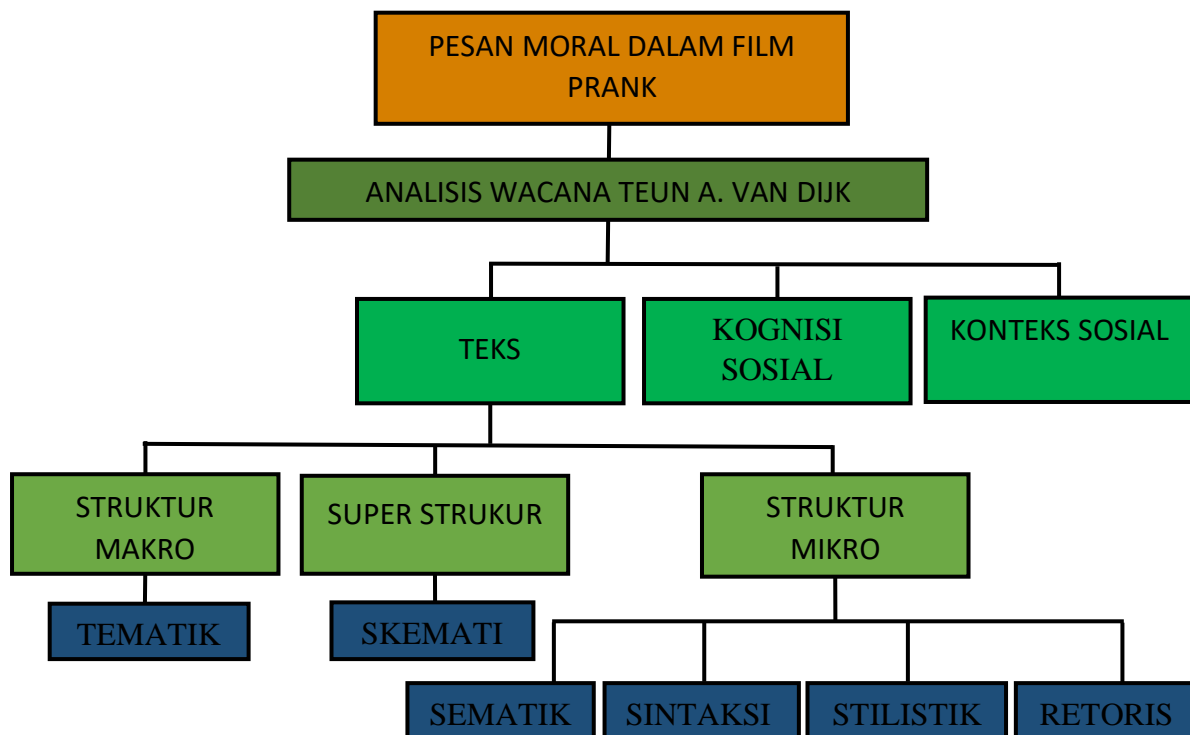 PESAN MORAL DALAM FILM
PRANK
ANALISIS WACANA TEUN A. VAN DIJK
TEKS
KOGNISI
SOSIAL
KONTEKS SOSIAL
STRUKTUR
MAKRO
SUPER STRUKUR
STRUKTUR
MIKRO
TEMATIK
SKEMATI
SEMATIK
SINTAKSI
STILISTIK
RETORIS